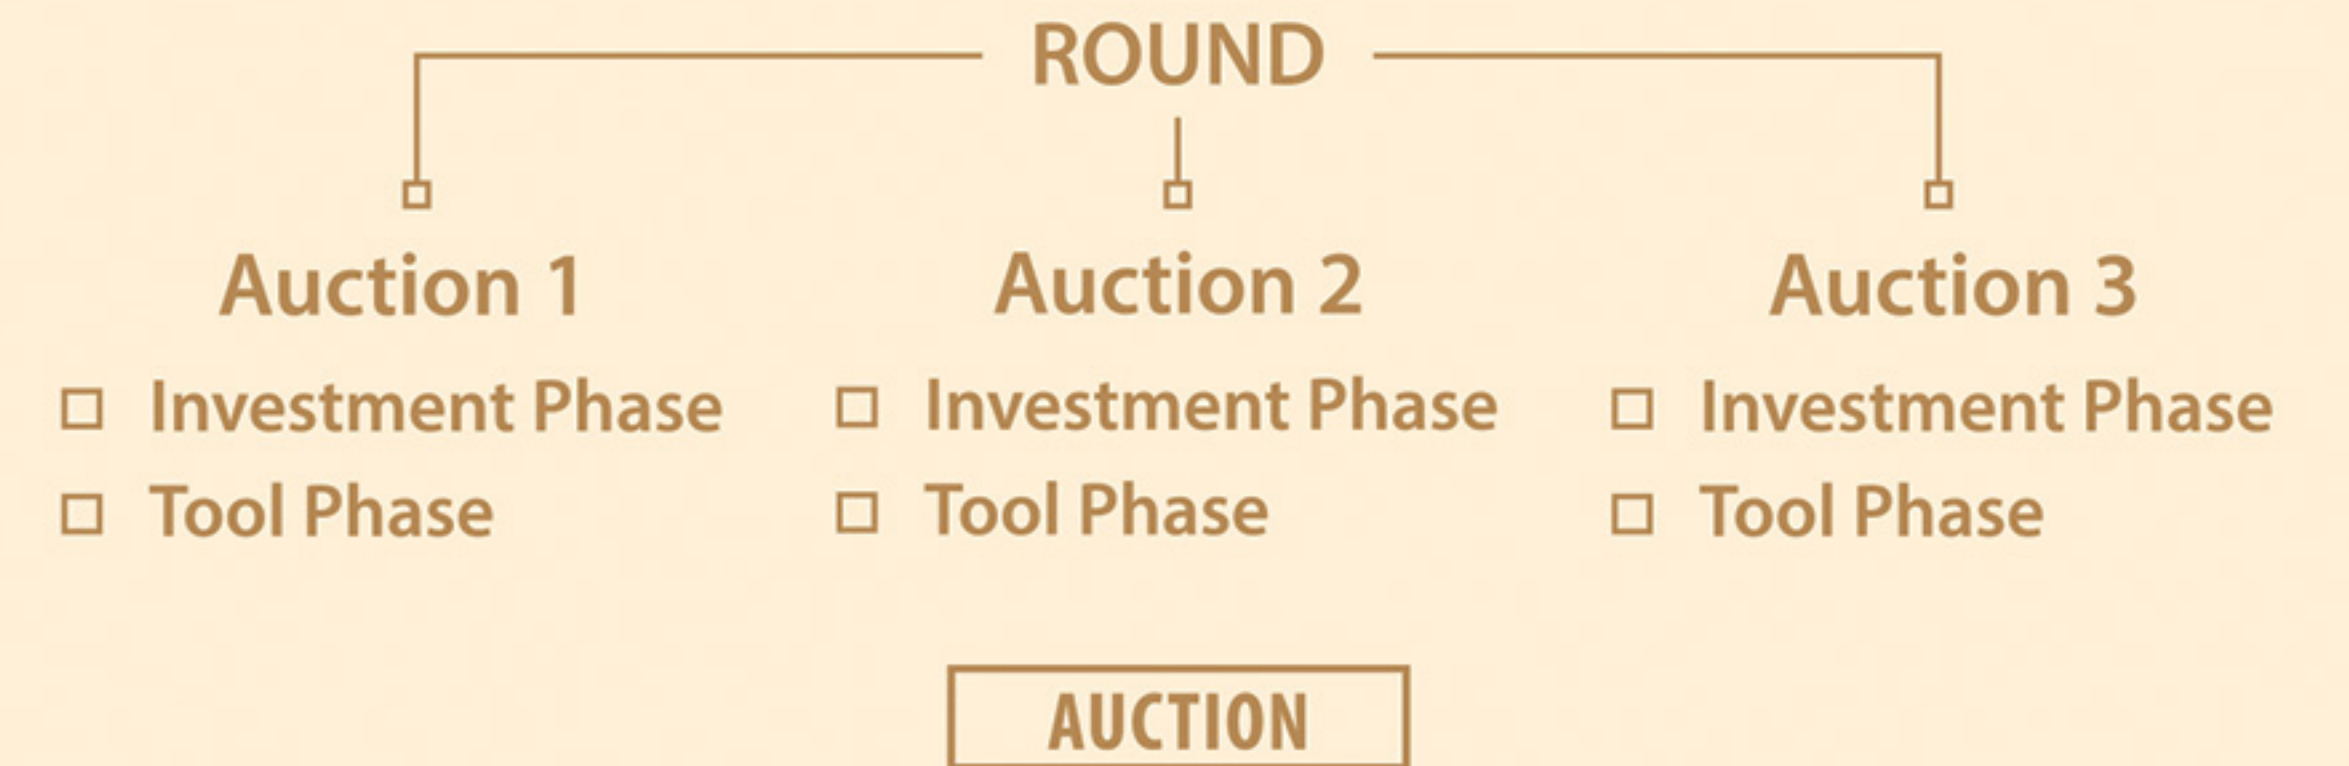 ROUND
Auction 1
Investment Phase
Tool Phase
Auction 2
Investment Phase
Tool Phase
Auction 3
Investment Phase
Tool Phase
AUCTION